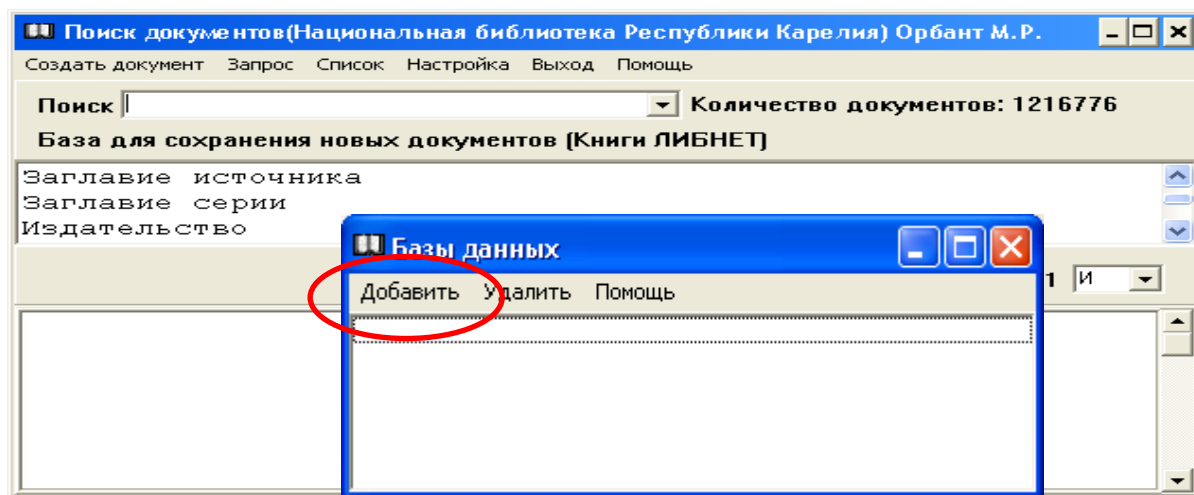 Поиск документов(Национальная библиотека Республики Карелия) Орбант М.Р.
Создать документ Запрос Список Настройка Выход Помощь
Поиск Количество документов: 1216776
База для сохранения новых документов (Книги ЛИБНЕТ)
Заглавие источника
Заглавие серии
Издательство
Базы данных
1 И
Добавить Удалить Помощь